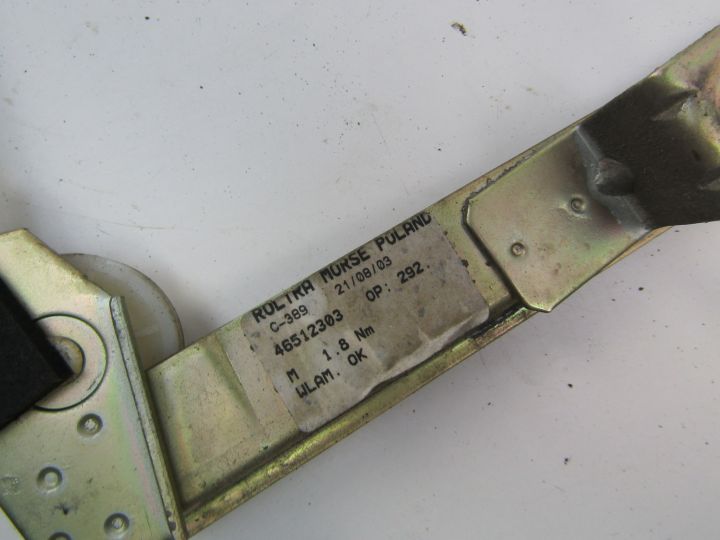 ROLTRA MORSE POLAND
C-389 21/08/03
46512303 OP: 292.
M 1.8 Nm
WLAM. OK